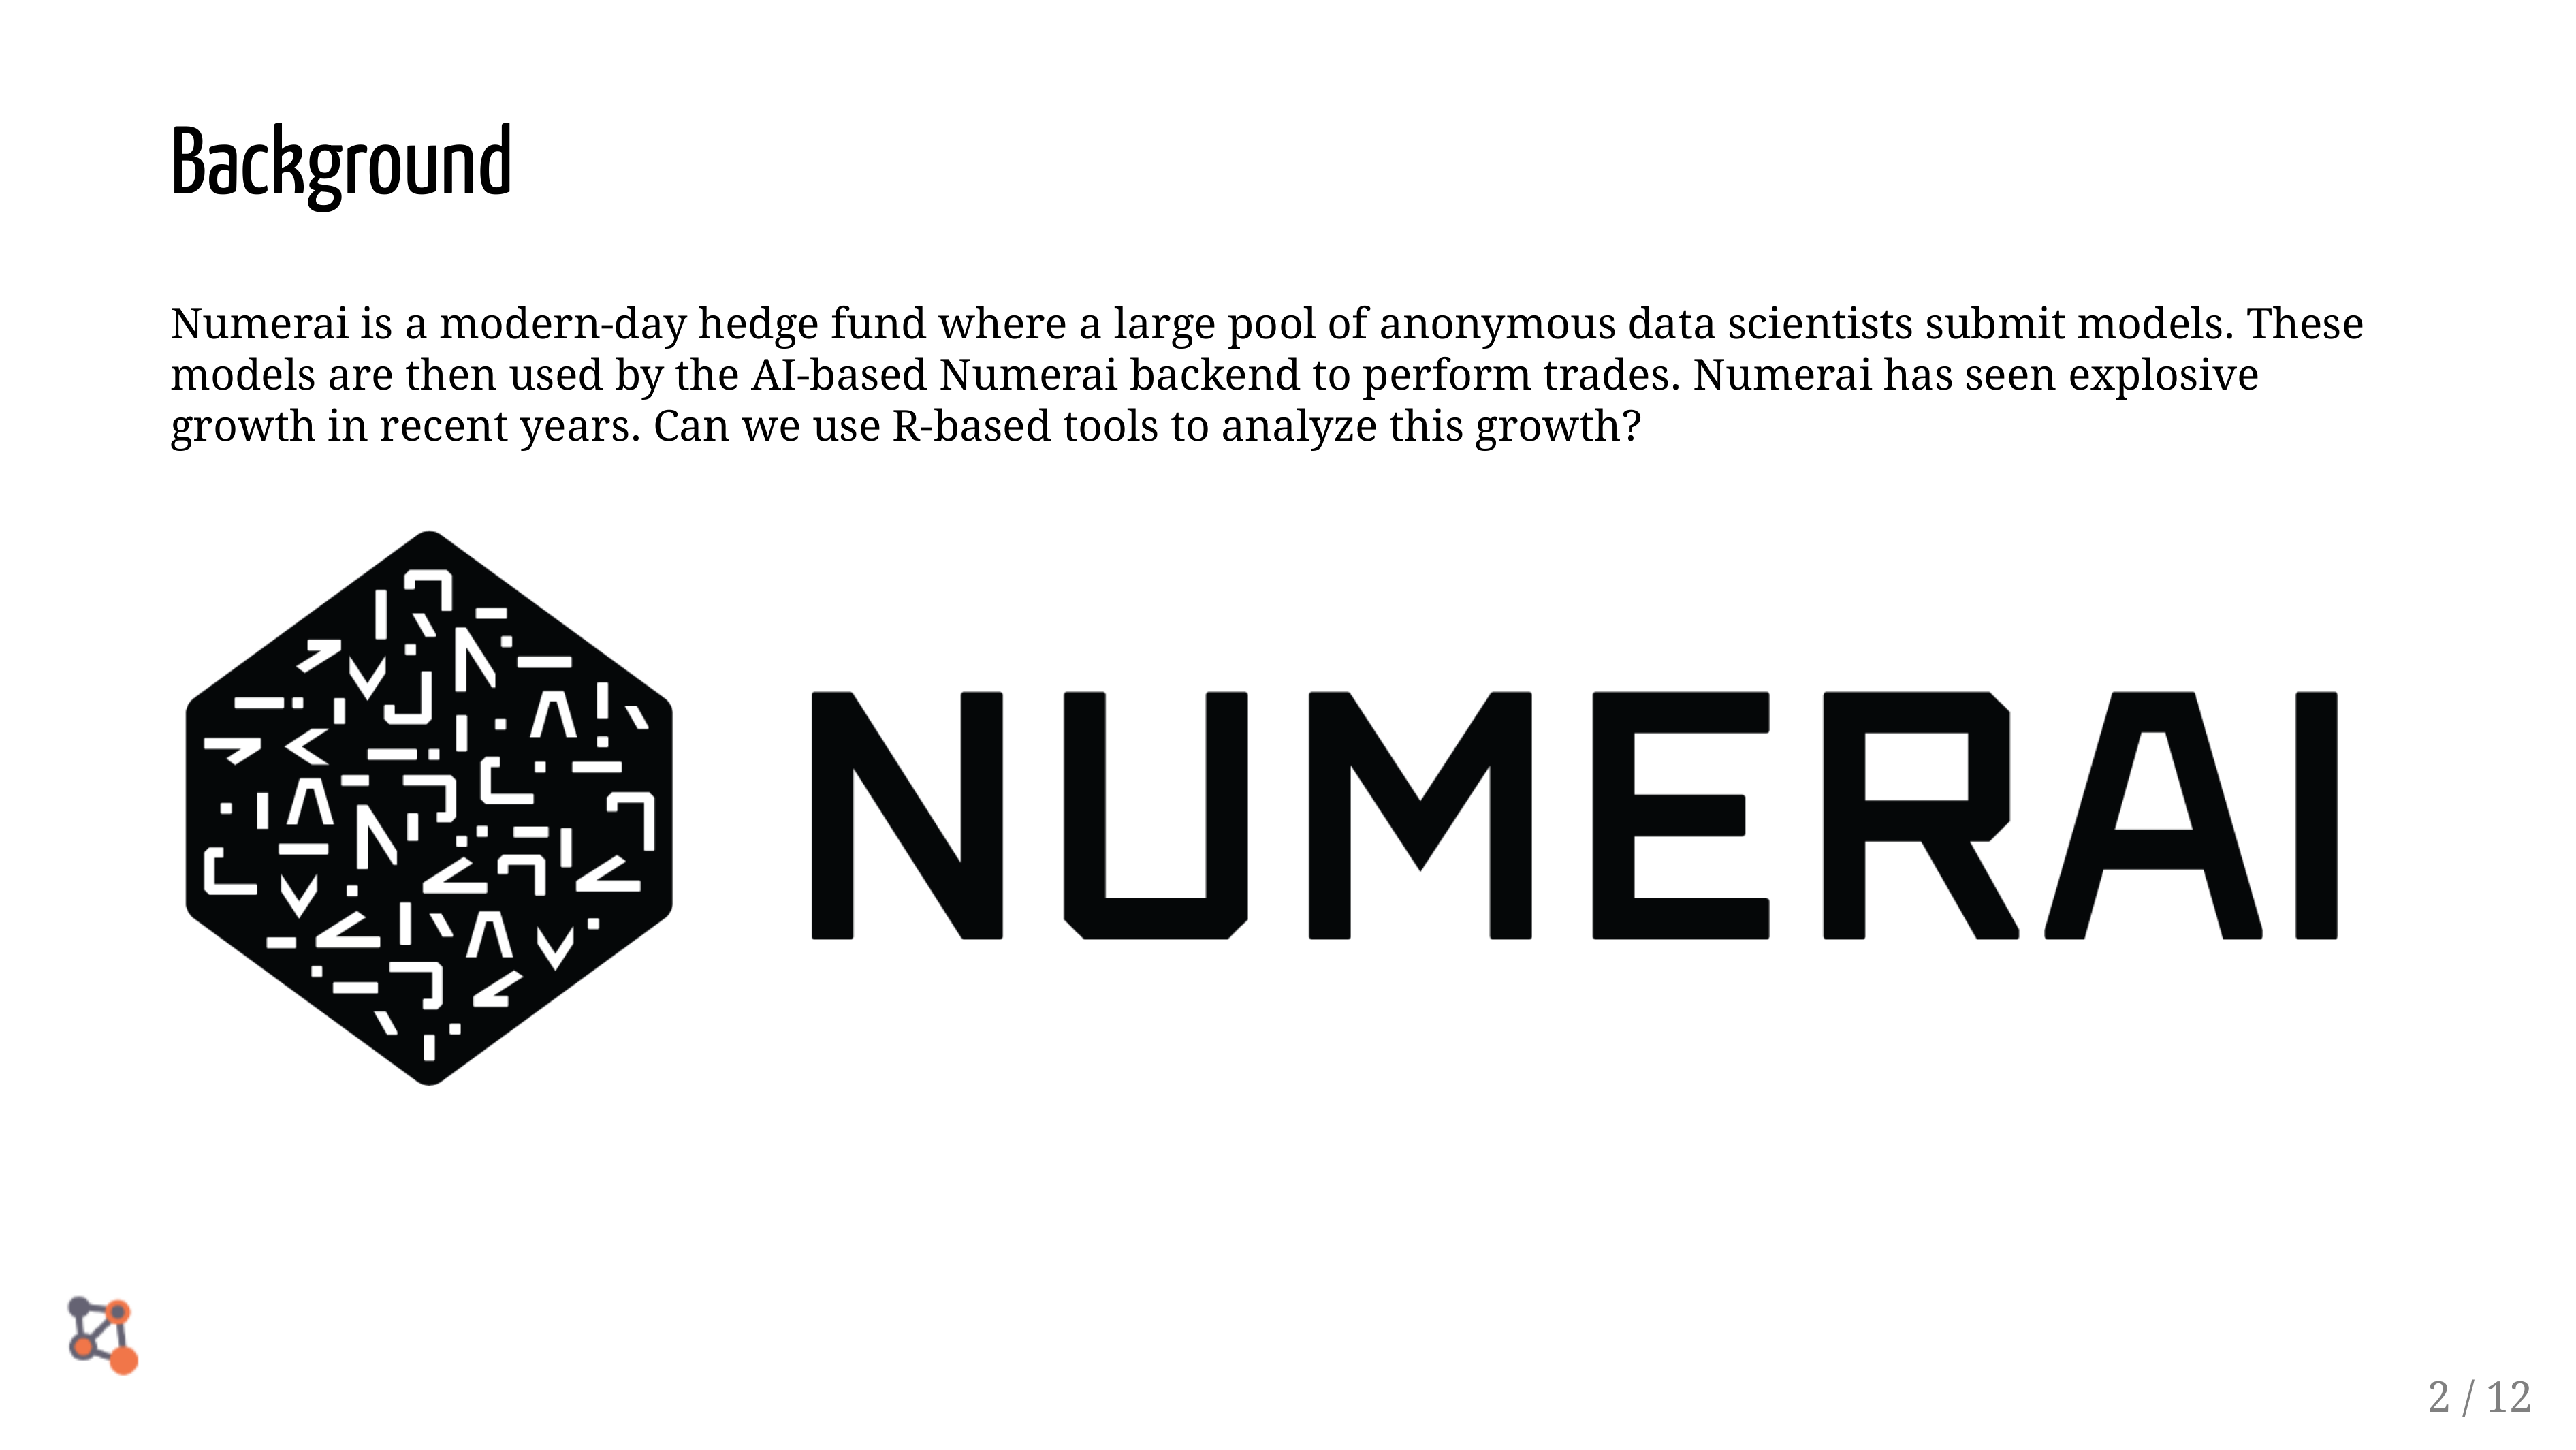 Background
Numerai is a modern-day hedge fund where a large pool of anonymous data scientists submit models. These
models are then used by the AI-based Numerai backend to perform trades. Numerai has seen explosive
growth in recent years. Can we use R-based tools to analyze this growth?
NUMERAI
2 / 12